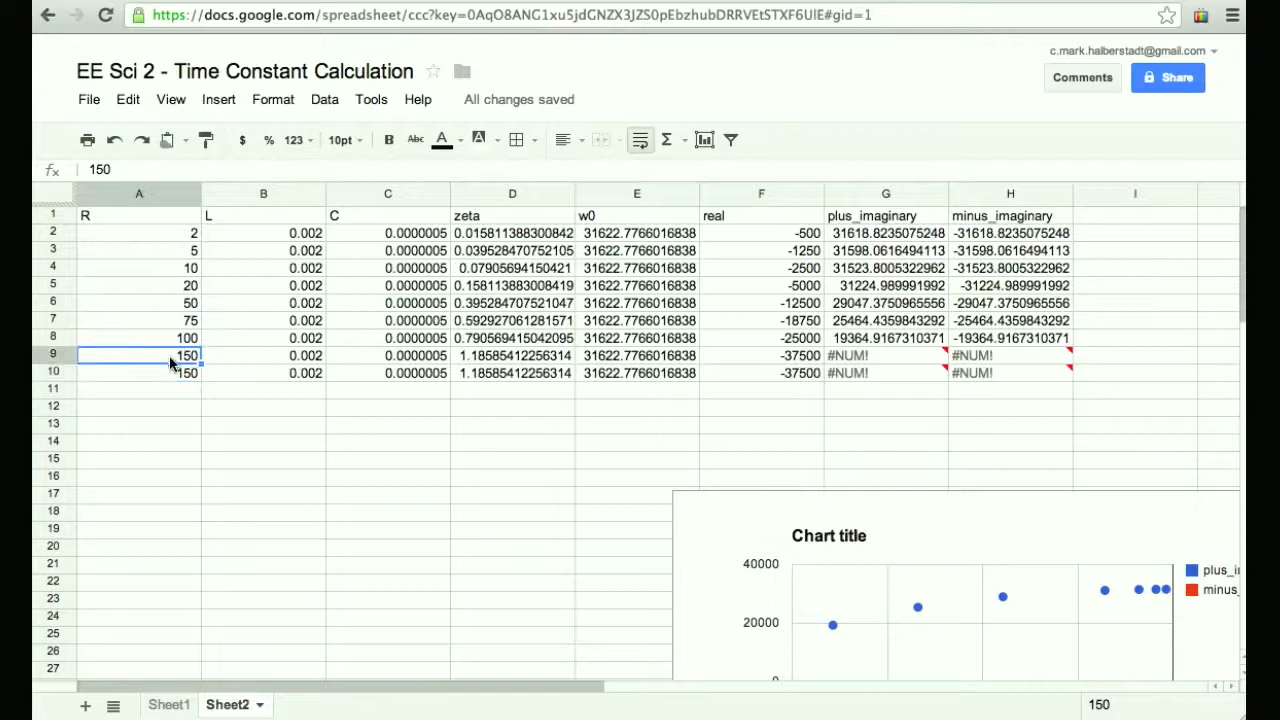 https://docs.google.com/spreadsheet/ccc?key=0AqO8ANG1xu5jdGNZX3JZS0pEbzhubDRRVEtSTXF6UlE#gid=1
c.mark.halberstadt@gmail.com
EE Sci 2 - Time Constant Calculation
Comments
Share
File Edit View Insert Format Data Tools Help All changes saved
$ % 123 10pt B Abc A A Σ
fx 150
A B C D E F G H I
1 R L C zeta w0 real plus_imaginary minus_imaginary
2 2 0.002 0.0000005 0.015811388300842 31622.7766016838 -500 31618.8235075248 -31618.8235075248
3 5 0.002 0.0000005 0.039528470752105 31622.7766016838 -1250 31598.0616494113 -31598.0616494113
4 10 0.002 0.0000005 0.07905694150421 31622.7766016838 -2500 31523.8005322962 -31523.8005322962
5 20 0.002 0.0000005 0.158113883008419 31622.7766016838 -5000 31224.989991992 -31224.989991992
6 50 0.002 0.0000005 0.395284707521047 31622.7766016838 -12500 29047.3750965556 -29047.3750965556
7 75 0.002 0.0000005 0.592927061281571 31622.7766016838 -18750 25464.4359843292 -25464.4359843292
8 100 0.002 0.0000005 0.790569415042095 31622.7766016838 -25000 19364.9167310371 -19364.9167310371
9 150 0.002 0.0000005 1.18585412256314 31622.7766016838 -37500 #NUM! #NUM!
10 150 0.002 0.0000005 1.18585412256314 31622.7766016838 -37500 #NUM! #NUM!
11
12
13
14
15
16
17
18
19
20
21
22
23
24
25
26
27
Chart title
40000
20000
0
plus_i
minus_
Sheet1 Sheet2 150